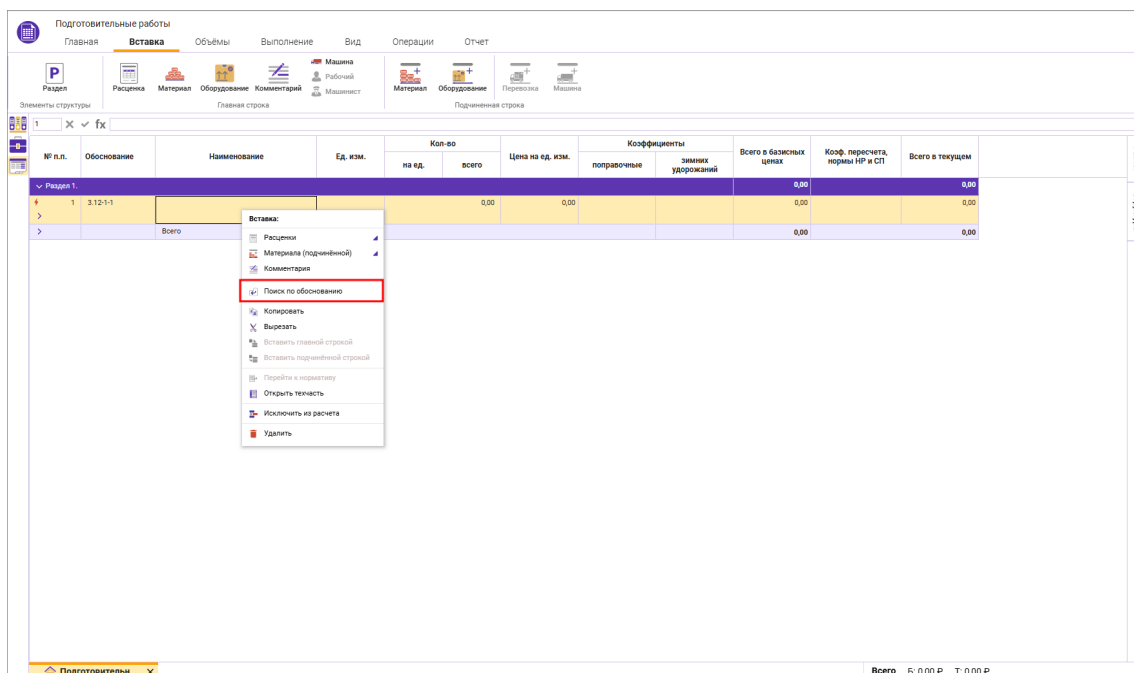 Подготовительные работы
Главная Вставка Объёмы Выполнение Вид Операции Отчет
Раздел Расценка Материал Оборудование Комментарий Машина Рабочий Машинист Материал Оборудование Перевозка Машина
Элементы структуры Главная строка Подчиненная строка
1 fx
№ п.п. Обоснование Наименование Ед. изм. Кол-во Цена на ед. изм. Коэффициенты Всего в базисных ценах Коэф. пересчета, нормы НР и СП Всего в текущем
на ед. всего поправочные зимних удорожаний
Раздел 1. 0,00 0,00
1 3.12-1-1 0,00 0,00 0,00 0,00
Всего 0,00 0,00
Вставка:
Расценки
Материала (подчинённой)
Комментария
Поиск по обоснованию
Копировать
Вырезать
Вставить главной строкой
Вставить подчинённой строкой
Перейти к нормативу
Открыть техчасть
Исключить из расчета
Удалить
Подготовительн... X Всего Б: 0,00 ₽ Т: 0,00 ₽